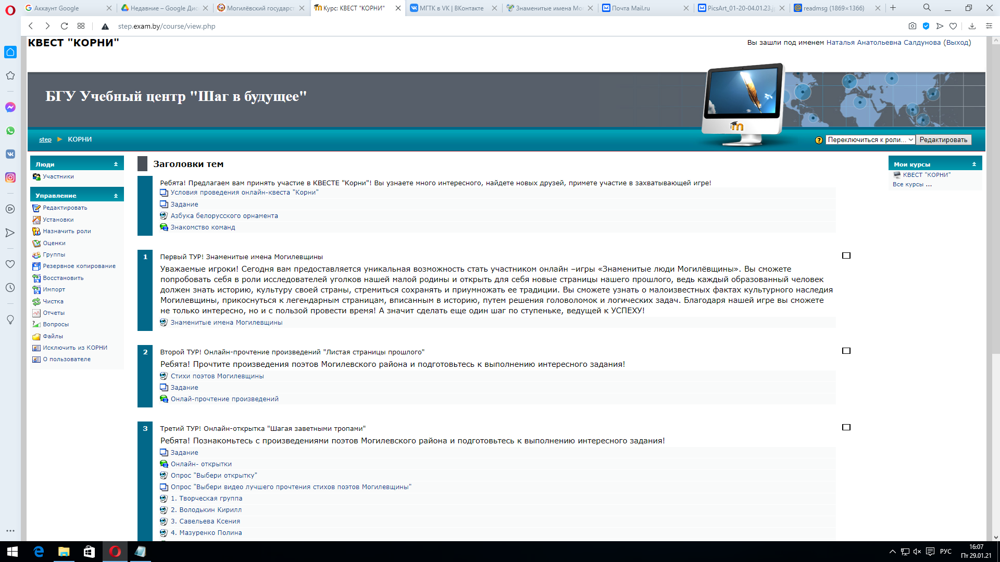 Аккаунт Google
Недавние – Google Дис
Могилёвский государст
Курс: КВЕСТ "КОРНИ"
МГТК в VK | ВКонтакте
Знаменитые имена Мо
Почта Mail.ru
PicsArt_01-20-04.01.23.j
readmsg (1869×1366)
step.exam.by/course/view.php
КВЕСТ "КОРНИ"
Вы зашли под именем Наталья Анатольевна Салдунова (Выход)
БГУ Учебный центр "Шаг в будущее"
step ► КОРНИ
Переключиться к роли...
Редактировать
Люди
Участники
Управление
Редактировать
Установки
Назначить роли
Оценки
Группы
Резервное копирование
Восстановить
Импорт
Чистка
Отчеты
Вопросы
Файлы
Исключить из КОРНИ
О пользователе
Заголовки тем
Ребята! Предлагаем вам принять участие в КВЕСТЕ "Корни"! Вы узнаете много интересного, найдете новых друзей, примете участие в захватывающей игре!
Условия проведения онлайн-квеста "Корни"
Задание
Азбука белорусского орнамента
Знакомство команд
1
Первый ТУР! Знаменитые имена Могилевщины
Уважаемые игроки! Сегодня вам предоставляется уникальная возможность стать участником онлайн –игры «Знаменитые люди Могилёвщины». Вы сможете
попробовать себя в роли исследователей уголков нашей малой родины и открыть для себя новые страницы нашего прошлого, ведь каждый образованный человек
должен знать историю, культуру своей страны, стремиться сохранять и приумножать ее традиции. Вы сможете узнать о малоизвестных фактах культурного наследия
Могилевщины, прикоснуться к легендарным страницам, вписанным в историю, путем решения головоломок и логических задач. Благодаря нашей игре вы сможете
не только интересно, но и с пользой провести время! А значит сделать еще один шаг по ступеньке, ведущей к УСПЕХУ!
Знаменитые имена Могилевщины
2
Второй ТУР! Онлайн-прочтение произведений "Листая страницы прошлого"
Ребята! Прочтите произведения поэтов Могилевского района и подготовьтесь к выполнению интересного задания!
Стихи поэтов Могилевщины
Задание
Онлай-прочтение произведений
3
Третий ТУР! Онлайн-открытка "Шагая заветными тропами"
Ребята! Познакомьтесь с произведениями поэтов Могилевского района и подготовьтесь к выполнению интересного задания!
Задание
Онлайн- открытки
Опрос "Выбери открытку"
Опрос "Выбери видео лучшего прочтения стихов поэтов Могилевщины"
1. Творческая группа
2. Володькин Кирилл
3. Савельева Ксения
4. Мазуренко Полина
Мои курсы
КВЕСТ "КОРНИ"
Все курсы ...
РУС
16:07
Пт 29.01.21